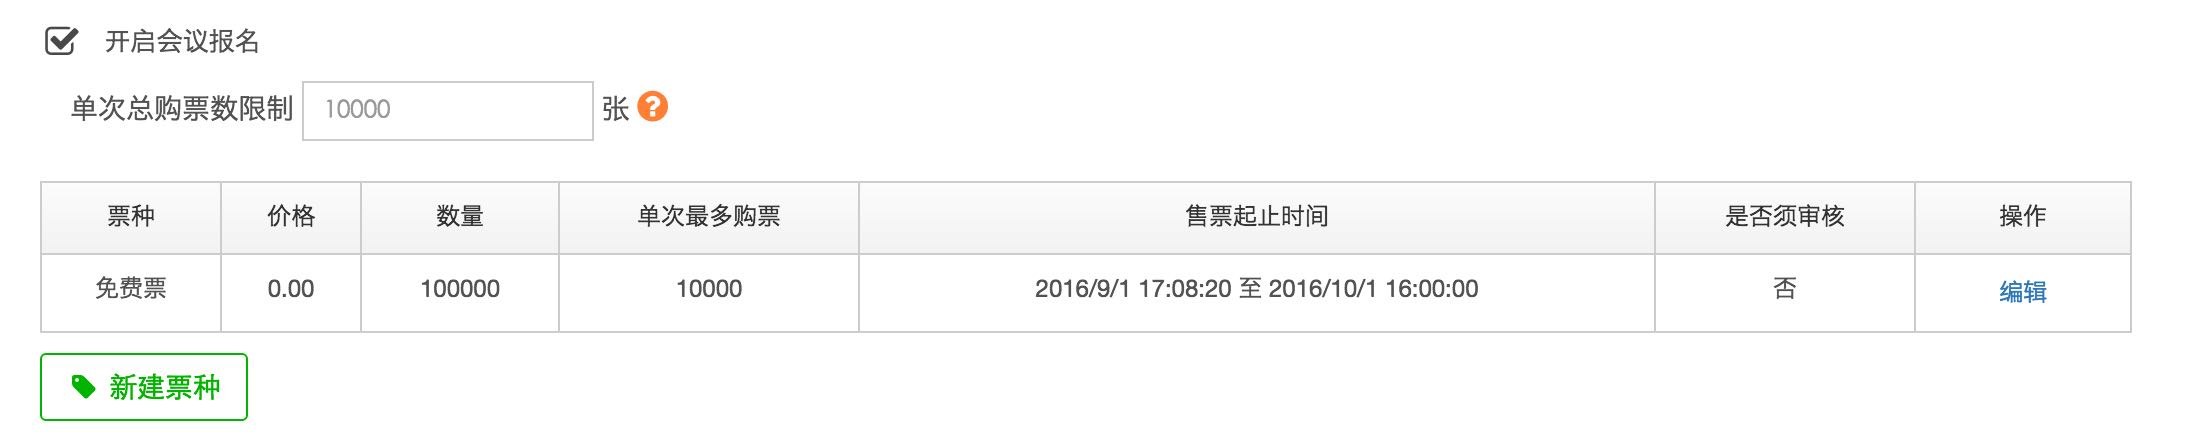 开启会议报名
单次总购票数限制 10000 张 ?
票种 价格 数量 单次最多购票 售票起止时间 是否须审核 操作
免费票 0.00 100000 10000 2016/9/1 17:08:20 至 2016/10/1 16:00:00 否 编辑
新建票种